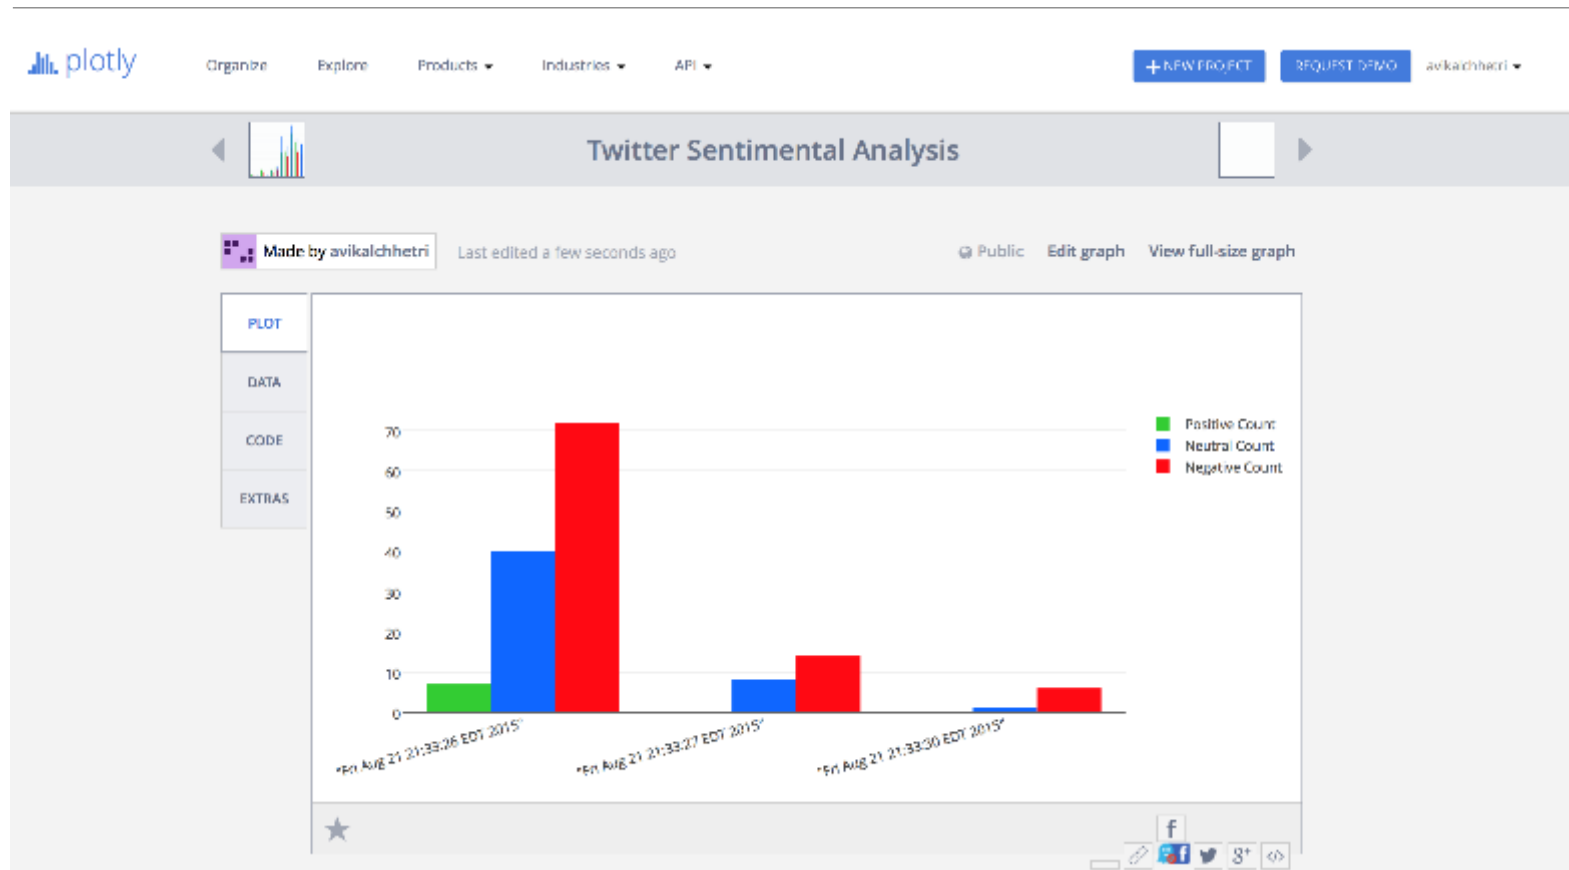 plotly
Organize Explore Products Industries API + NEW PROJECT REQUEST DEMO avikalchhetri
Twitter Sentimental Analysis
Made by avikalchhetri Last edited a few seconds ago Public Edit graph View full-size graph
PLOT
DATA
CODE
EXTRAS
70
60
50
40
30
20
10
0
"Fri Aug 21 21:33:26 EDT 2015"
"Fri Aug 21 21:33:27 EDT 2015"
"Fri Aug 21 21:33:30 EDT 2015"
Positive Count
Neutral Count
Negative Count
f
f 8+ </>